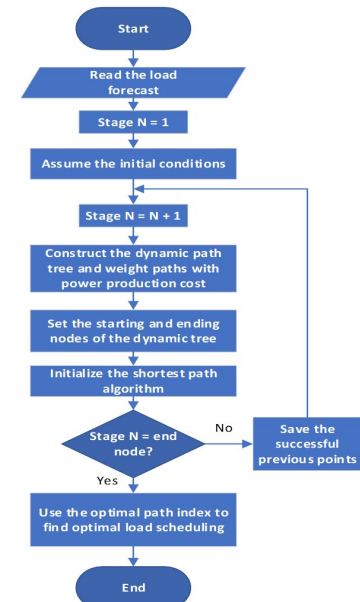 Start
Read the load
forecast
Stage N = 1
Assume the initial conditions
Stage N = N + 1
Construct the dynamic path
tree and weight paths with
power production cost
Set the starting and ending
nodes of the dynamic tree
Initialize the shortest path
algorithm
Stage N = end
node?
No
Save the
successful
previous points
Yes
Use the optimal path index to
find optimal load scheduling
End